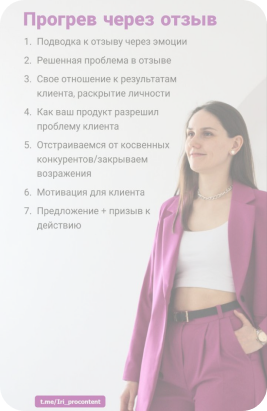 Прогрев через отзыв
1. Подводка к отзыву через эмоции
2. Решенная проблема в отзыве
3. Свое отношение к результатам
клиента, раскрытие личности
4. Как ваш продукт разрешил
проблему клиента
5. Отстраиваемся от косвенных
конкурентов/закрываем
возражения
6. Мотивация для клиента
7. Предложение + призыв к
действию
t.me/Iri_procontent